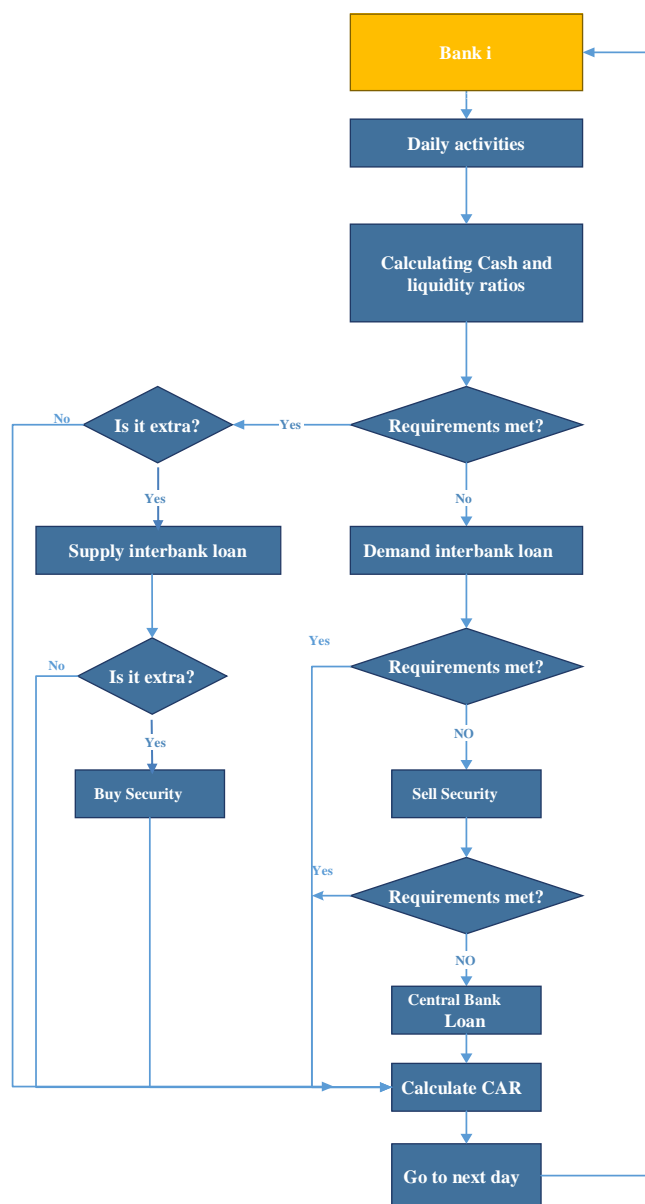 Bank i
Daily activities
Calculating Cash and
liquidity ratios
No
Is it extra?
Yes
Requirements met?
Yes
No
Supply interbank loan
Demand interbank loan
Yes
No
Is it extra?
Requirements met?
Yes
NO
Buy Security
Sell Security
Yes
Requirements met?
NO
Central Bank
Loan
Calculate CAR
Go to next day